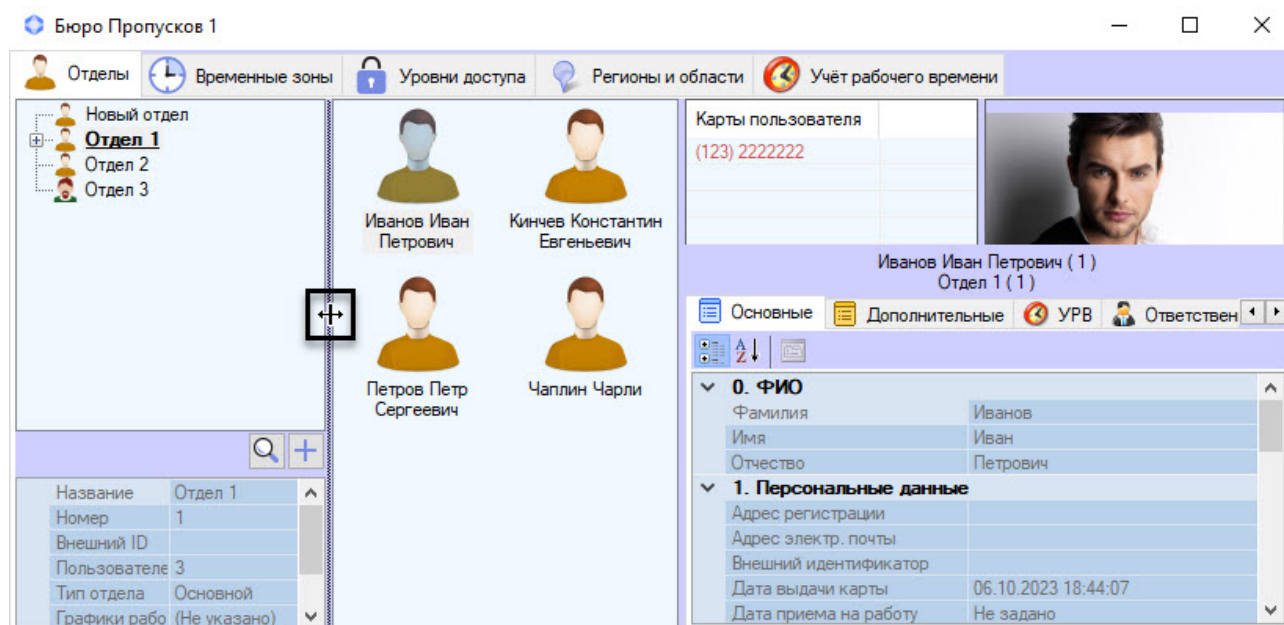 Бюро Пропусков 1
Отделы
Временные зоны
Уровни доступа
Регионы и области
Учёт рабочего времени
Новый отдел
Отдел 1
Отдел 2
Отдел 3
Название Отдел 1
Номер 1
Внешний ID
Пользователе 3
Тип отдела Основной
Графики рабо (Не указано)
Иванов Иван
Петрович
Кинчев Константин
Евгеньевич
Петров Петр
Сергеевич
Чаплин Чарли
Карты пользователя
(123) 2222222
Иванов Иван Петрович ( 1 )
Отдел 1 ( 1 )
Основные
Дополнительные
УРВ
Ответствен
0. ФИО
Фамилия Иванов
Имя Иван
Отчество Петрович
1. Персональные данные
Адрес регистрации
Адрес электр. почты
Внешний идентификатор
Дата выдачи карты 06.10.2023 18:44:07
Дата приема на работу Не задано